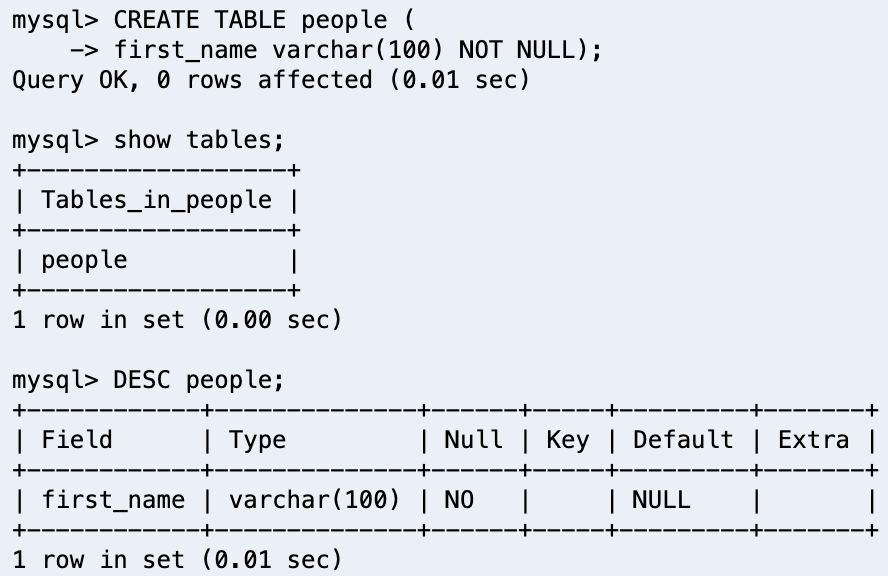 mysql> CREATE TABLE people (
    -> first_name varchar(100) NOT NULL);
Query OK, 0 rows affected (0.01 sec)

mysql> show tables;
+------------------+
| Tables_in_people |
+------------------+
| people           |
+------------------+
1 row in set (0.00 sec)

mysql> DESC people;
+------------+--------------+------+-----+---------+-------+
| Field      | Type         | Null | Key | Default | Extra |
+------------+--------------+------+-----+---------+-------+
| first_name | varchar(100) | NO   |     | NULL    |       |
+------------+--------------+------+-----+---------+-------+
1 row in set (0.01 sec)